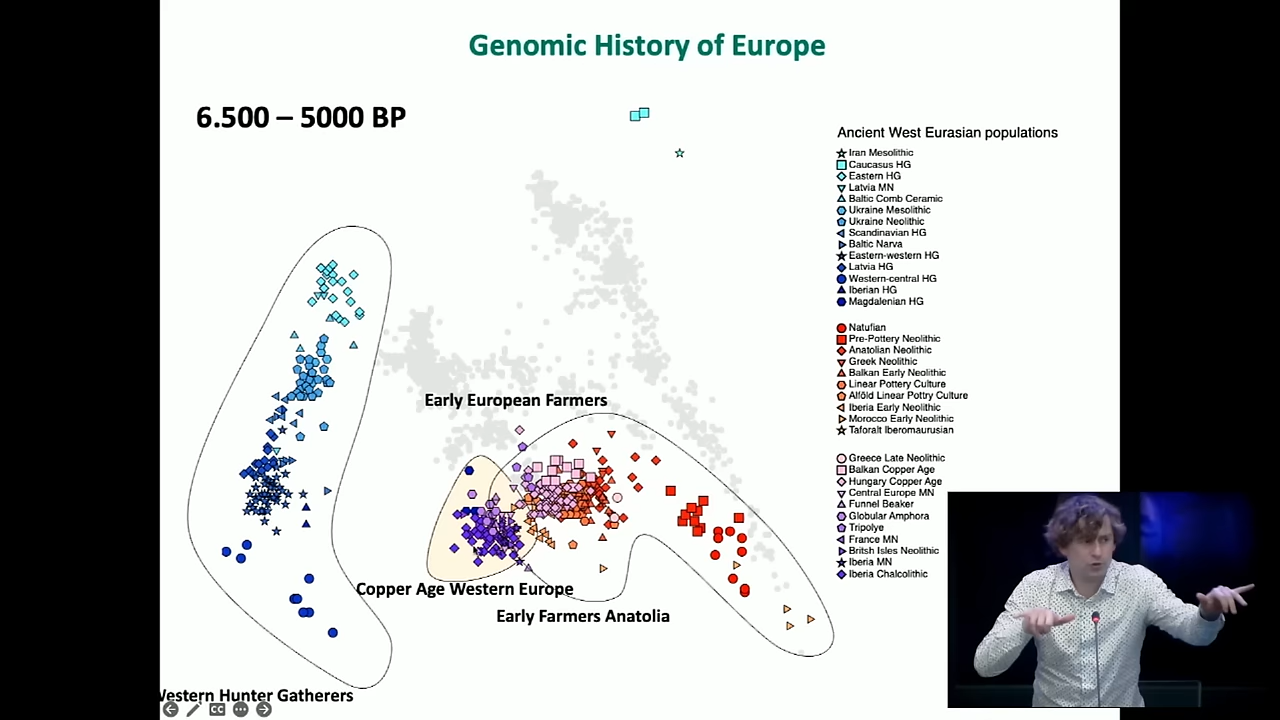 Genomic History of Europe
6.500 – 5000 BP
Ancient West Eurasian populations
Iran Mesolithic
Caucasus HG
Eastern HG
Latvia MN
Baltic Comb Ceramic
Ukraine Mesolithic
Ukraine Neolithic
Scandinavian HG
Baltic Narva
Eastern-western HG
Latvia HG
Western-central HG
Iberian HG
Magdalenian HG
Natufian
Pre-Pottery Neolithic
Anatolian Neolithic
Greek Neolithic
Balkan Early Neolithic
Linear Pottery Culture
Alföld Linear Pottry Culture
Iberia Early Neolithic
Morocco Early Neolithic
Taforalt Iberomaurusian
Greece Late Neolithic
Balkan Copper Age
Hungary Copper Age
Central Europe MN
Funnel Beaker
Globular Amphora
Tripolye
France MN
Britsh Isles Neolithic
Iberia MN
Iberia Chalcolithic
Early European Farmers
Copper Age Western Europe
Early Farmers Anatolia
Western Hunter Gatherers
CC